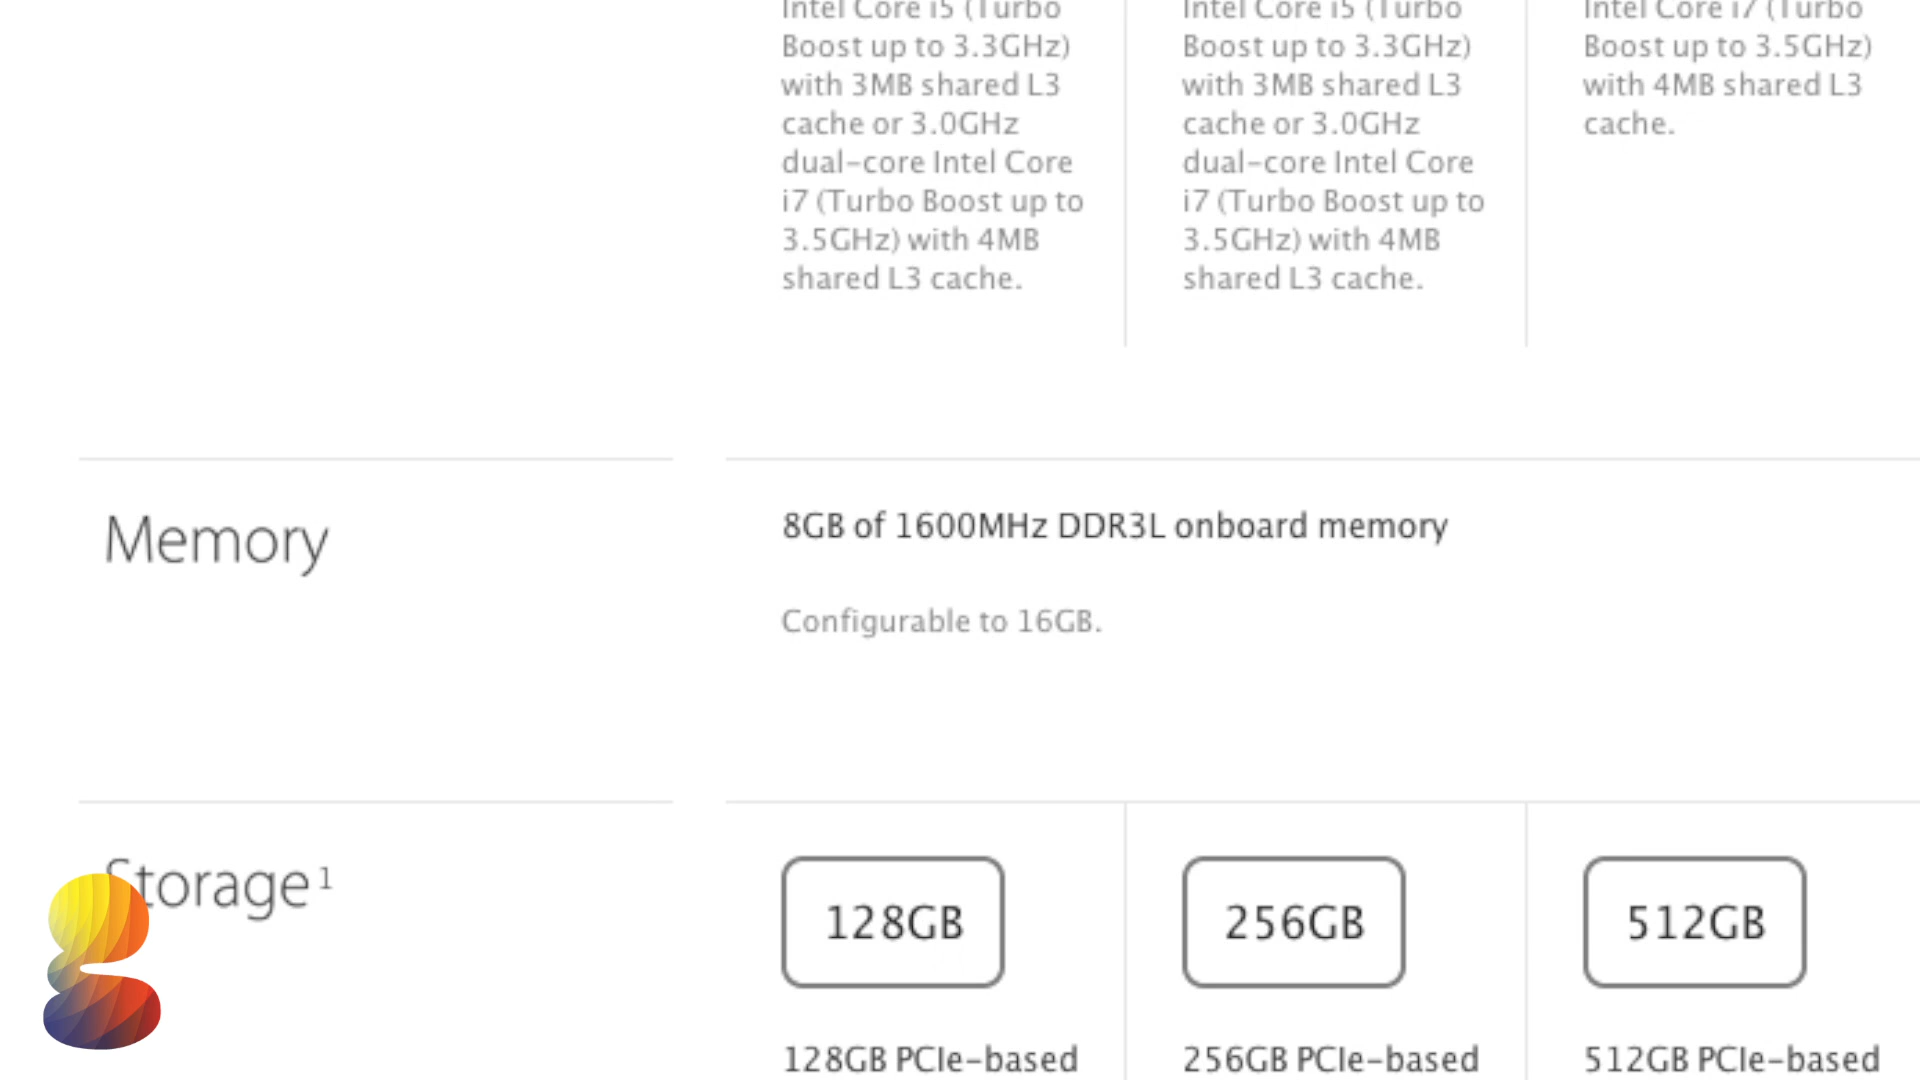 Intel Core i5 (Turbo
Boost up to 3.3GHz)
with 3MB shared L3
cache or 3.0GHz
dual-core Intel Core
i7 (Turbo Boost up to
3.5GHz) with 4MB
shared L3 cache.
Intel Core i5 (Turbo
Boost up to 3.3GHz)
with 3MB shared L3
cache or 3.0GHz
dual-core Intel Core
i7 (Turbo Boost up to
3.5GHz) with 4MB
shared L3 cache.
Intel Core i7 (Turbo
Boost up to 3.5GHz)
with 4MB shared L3
cache.
Memory
8GB of 1600MHz DDR3L onboard memory
Configurable to 16GB.
Storage¹
128GB
256GB
512GB
128GB PCIe-based
256GB PCIe-based
512GB PCIe-based
g